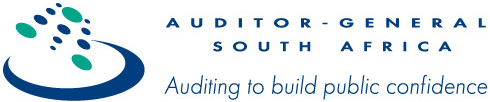 AUDITOR-GENERAL
SOUTH AFRICA
Auditing to build public confidence